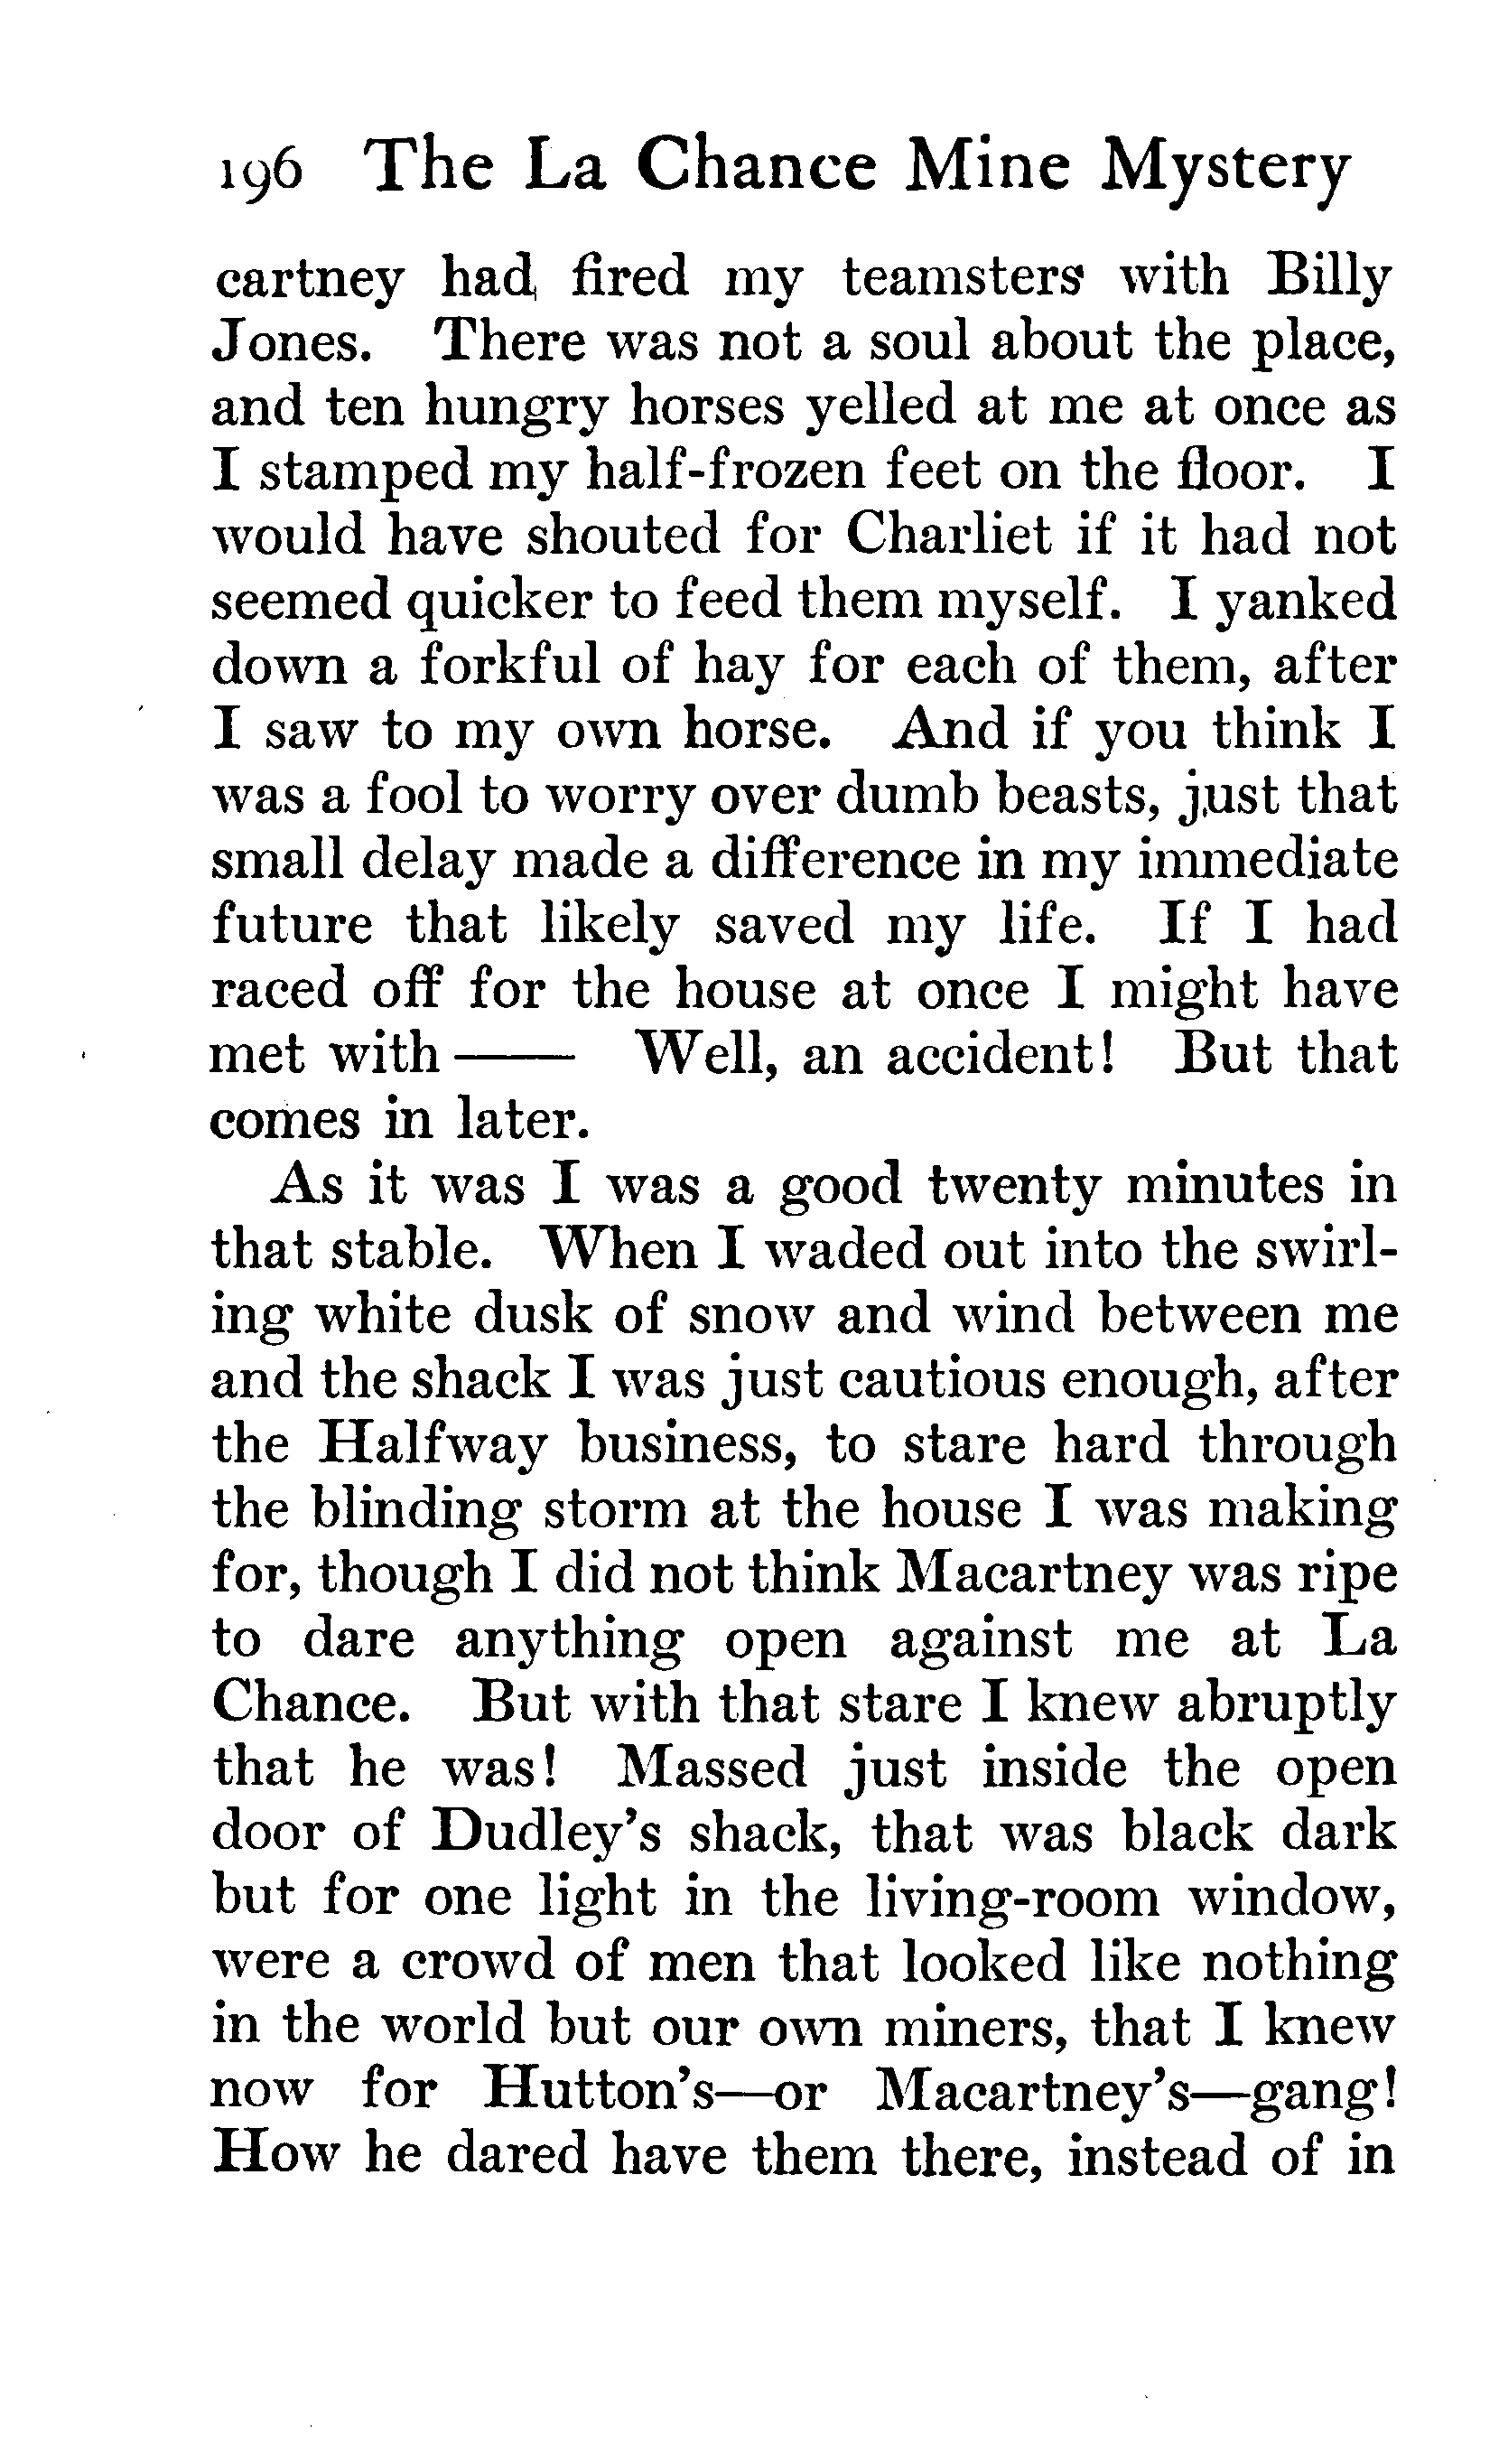 196 The La Chance Mine Mystery
cartney had fired my teamsters with Billy
Jones. There was not a soul about the place,
and ten hungry horses yelled at me at once as
I stamped my half-frozen feet on the floor. I
would have shouted for Charliet if it had not
seemed quicker to feed them myself. I yanked
down a forkful of hay for each of them, after
I saw to my own horse. And if you think I
was a fool to worry over dumb beasts, just that
small delay made a difference in my immediate
future that likely saved my life. If I had
raced off for the house at once I might have
met with —— Well, an accident! But that
comes in later.
As it was I was a good twenty minutes in
that stable. When I waded out into the swirl-
ing white dusk of snow and wind between me
and the shack I was just cautious enough, after
the Halfway business, to stare hard through
the blinding storm at the house I was making
for, though I did not think Macartney was ripe
to dare anything open against me at La
Chance. But with that stare I knew abruptly
that he was! Massed just inside the open
door of Dudley's shack, that was black dark
but for one light in the living-room window,
were a crowd of men that looked like nothing
in the world but our own miners, that I knew
now for Hutton's—or Macartney's—gang!
How he dared have them there, instead of in